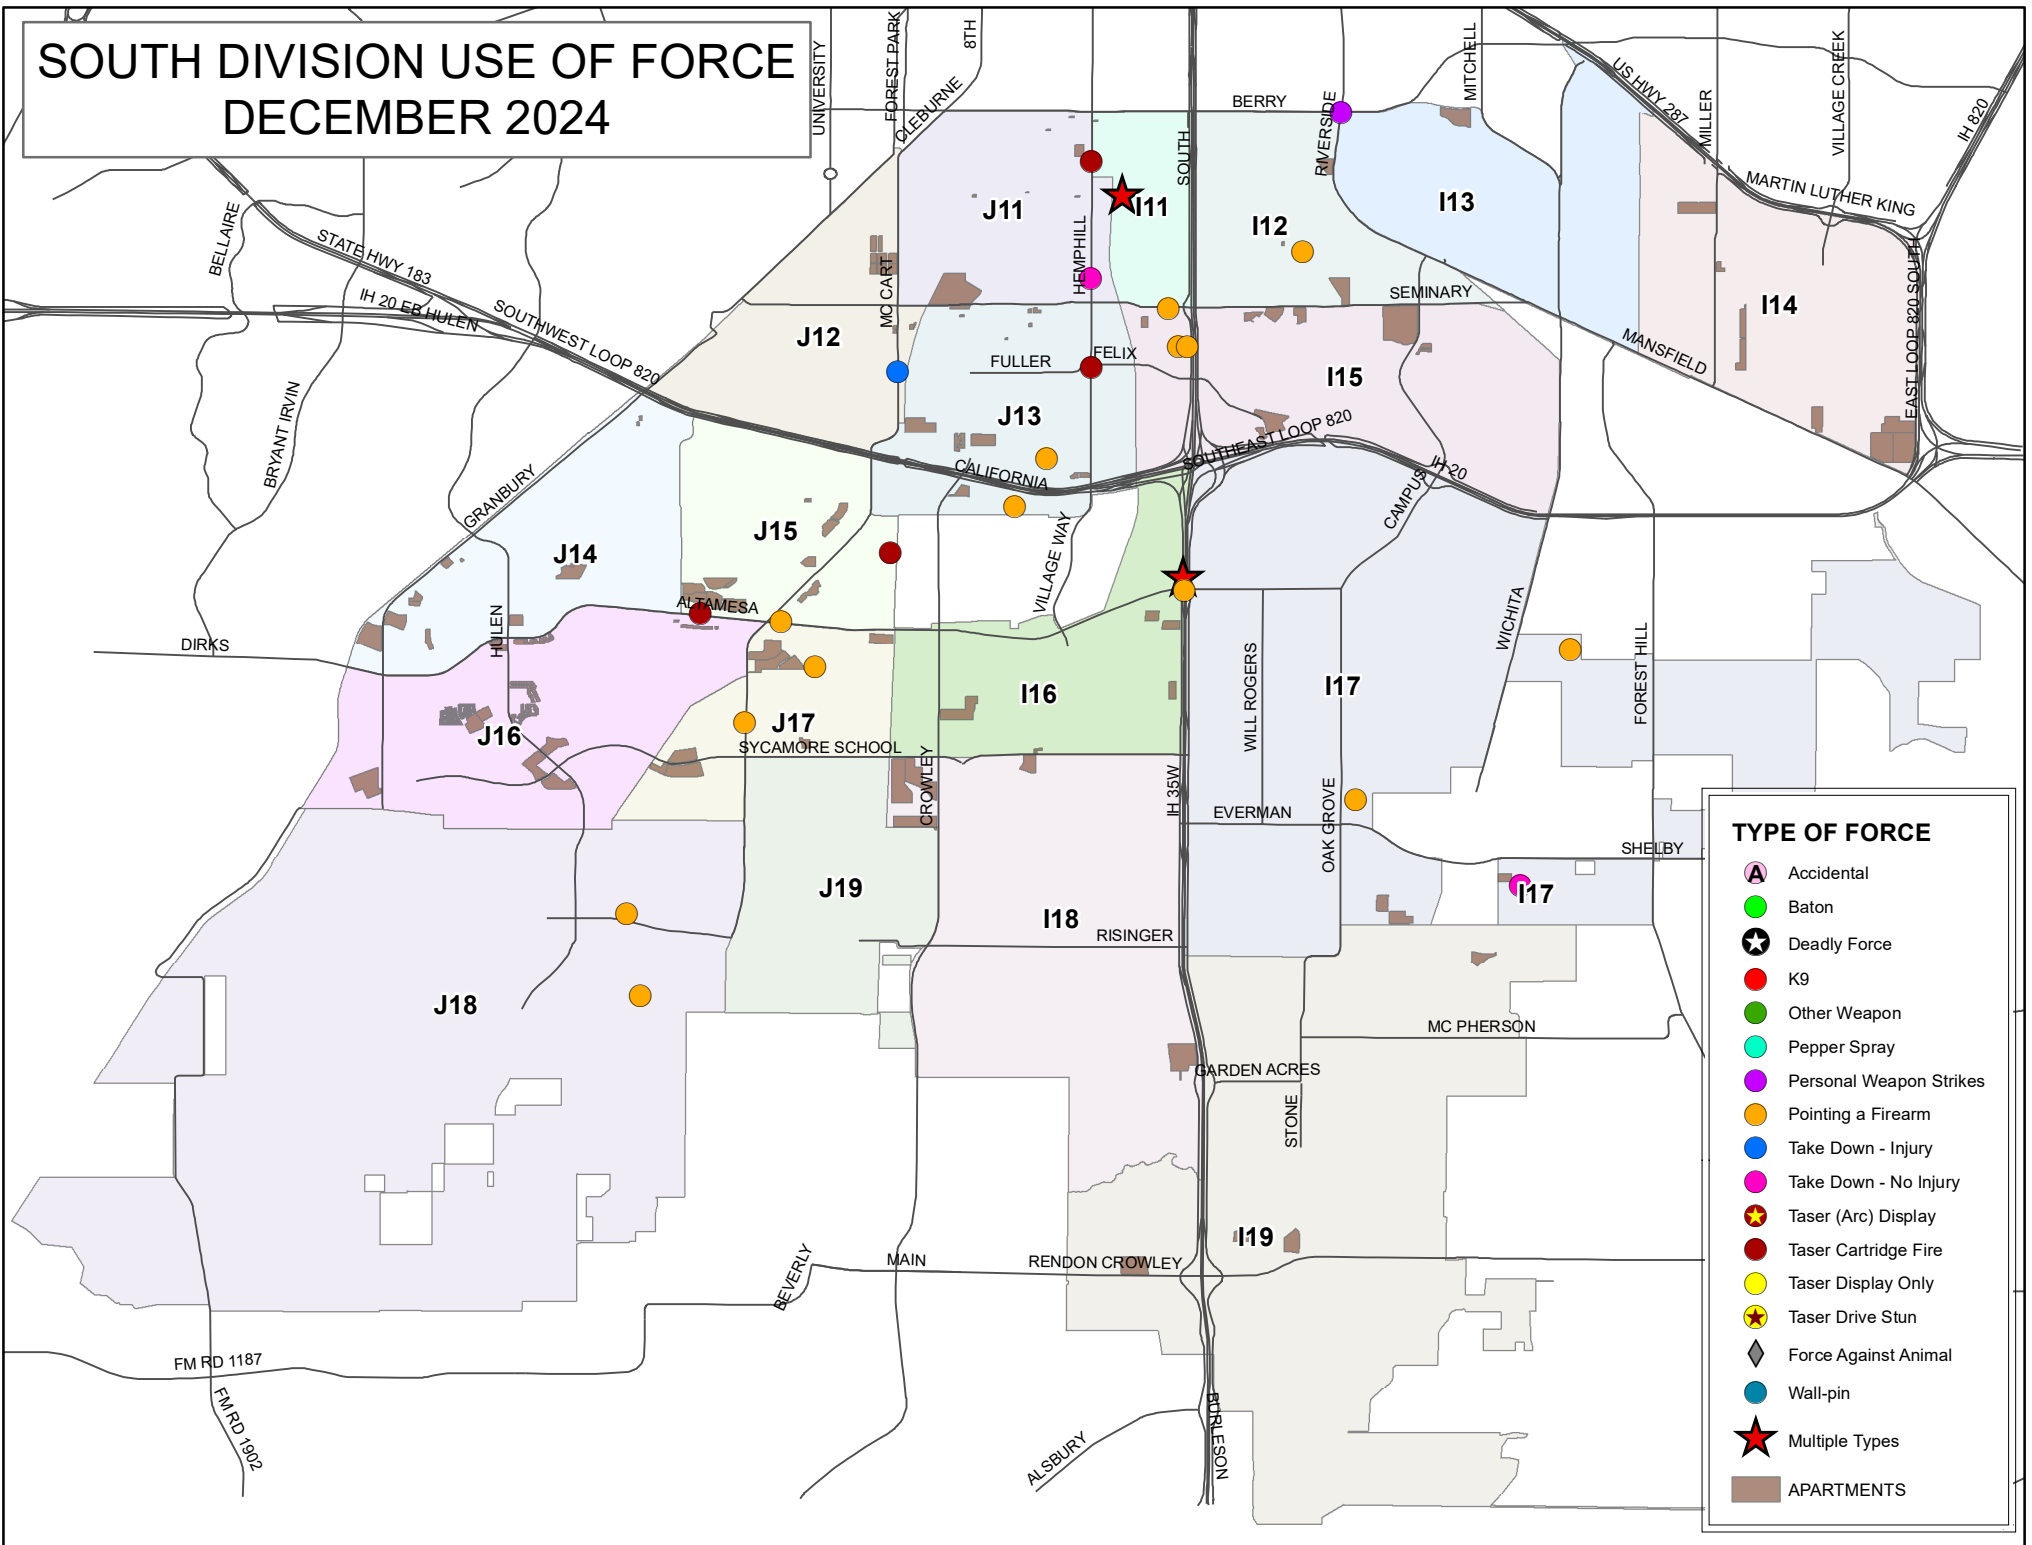 SOUTH DIVISION USE OF FORCE
DECEMBER 2024
UNIVERSITY
FOREST PARK
8TH
CLEBURNE
BERRY
RIVERSIDE
MITCHELL
US HWY 287
MILLER
VILLAGE CREEK
IH 820
MARTIN LUTHER KING
SOUTH
BELLAIRE
STATE HWY 183
IH 20 EB HULEN
SOUTHWEST LOOP 820
MC CART
HEMPHILL
J11
I11
I12
I13
I14
SEMINARY
MANSFIELD
EAST LOOP 820 SOUTH
J12
FULLER
FELIX
J13
I15
BRYANT IRVIN
GRANBURY
CALIFORNIA
SOUTHEAST LOOP 820
IH 20
CAMPUS
J14
J15
VILLAGE WAY
ALTAMESA
HULEN
DIRKS
WICHITA
FOREST HILL
WILL ROGERS
I17
I16
J16
J17
SYCAMORE SCHOOL
CROWLEY
IH 35W
EVERMAN
OAK GROVE
SHELBY
I17
J19
I18
RISINGER
J18
MC PHERSON
GARDEN ACRES
STONE
I19
BEVERLY
MAIN
RENDON CROWLEY
FM RD 1187
FM RD 1902
ALSBURY
BURLESON
TYPE OF FORCE
A Accidental
Baton
Deadly Force
K9
Other Weapon
Pepper Spray
Personal Weapon Strikes
Pointing a Firearm
Take Down - Injury
Take Down - No Injury
Taser (Arc) Display
Taser Cartridge Fire
Taser Display Only
Taser Drive Stun
Force Against Animal
Wall-pin
Multiple Types
APARTMENTS